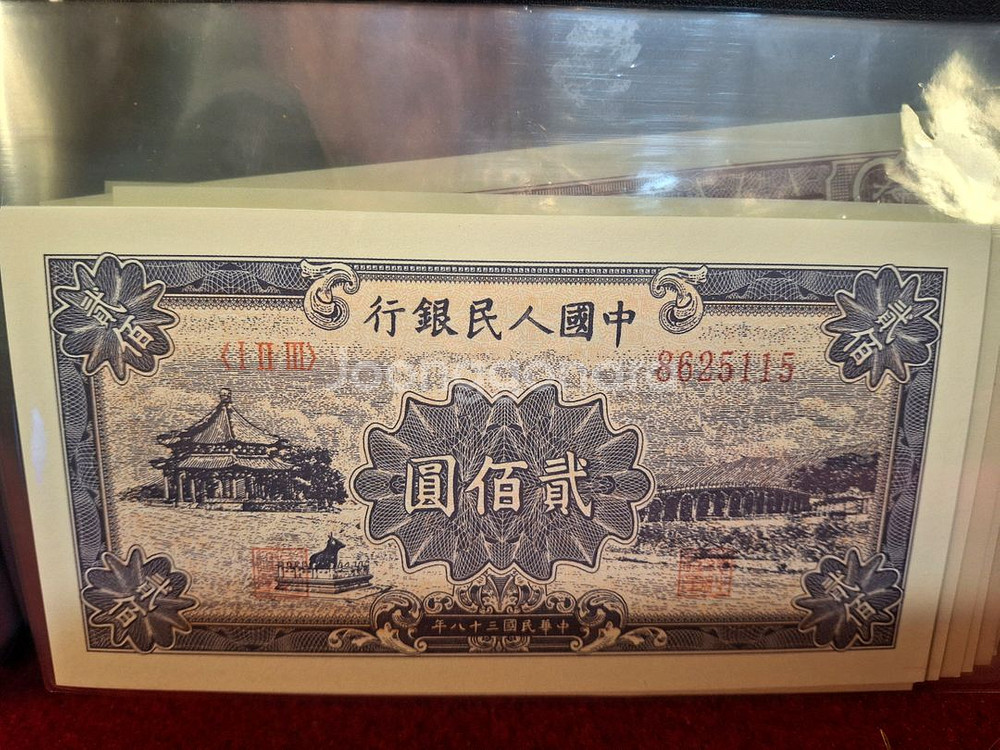 行銀民人國中
〈I II III〉
8625115
圓佰貳
年八十三國民華中
貳佰
貳佰
貳佰
貳佰
Joongonara